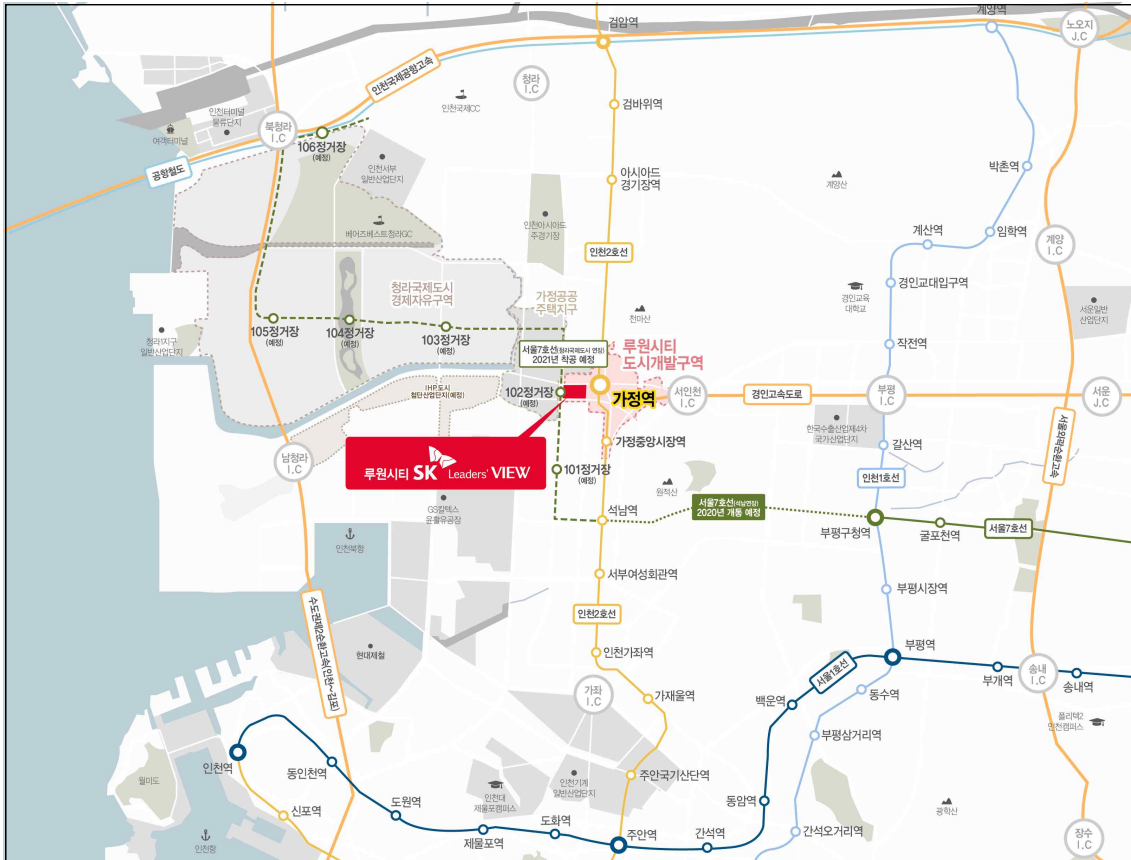 검암역
계양역
노오지
J.C
인천국제공항고속
청라
I.C
인천국제CC
검바위역
인천터미널
물류단지
여객터미널
북청라
I.C
106정거장
(예정)
공항철도
인천서부
일반산업단지
아시아드
경기장역
계양산
박촌역
베어즈베스트청라GC
인천아시아드
주경기장
인천2호선
계산역
임학역
계양
I.C
청라국제도시
경제자유구역
가정공공
주택지구
경인교대입구역
경인교육
대학교
서운일반
산업단지
천마산
청라1지구
일반산업단지
105정거장
(예정)
104정거장
(예정)
103정거장
(예정)
서울7호선(청라국제도시 연장)
2021년 착공 예정
루원시티
도시개발구역
작전역
IHP도시
첨단산업단지(예정)
102정거장
(예정)
가정역
서인천
I.C
경인고속도로
부평
I.C
서운
J.C
한국수출산업제4차
국가산업단지
서울외곽순환고속
남청라
I.C
루원시티 SK Leaders' VIEW
가정중앙시장역
갈산역
101정거장
(예정)
원적산
인천1호선
GS칼텍스
윤활유공장
석남역
서울7호선(석남연장)
2020년 개통 예정
부평구청역
굴포천역
서울7호선
인천북항
서부여성회관역
부평시장역
수도권제2순환고속(인천~김포)
인천2호선
현대제철
인천가좌역
서울1호선
부평역
부개역
송내
I.C
송내역
가좌
I.C
가재울역
백운역
동수역
폴리텍2
인천캠퍼스
부평삼거리역
인천역
동인천역
월미도
주안국가산단역
인천대
제물포캠퍼스
인천기계
일반산업단지
동암역
광학산
신포역
도원역
인천항
제물포역
도화역
주안역
간석역
간석오거리역
장수
I.C